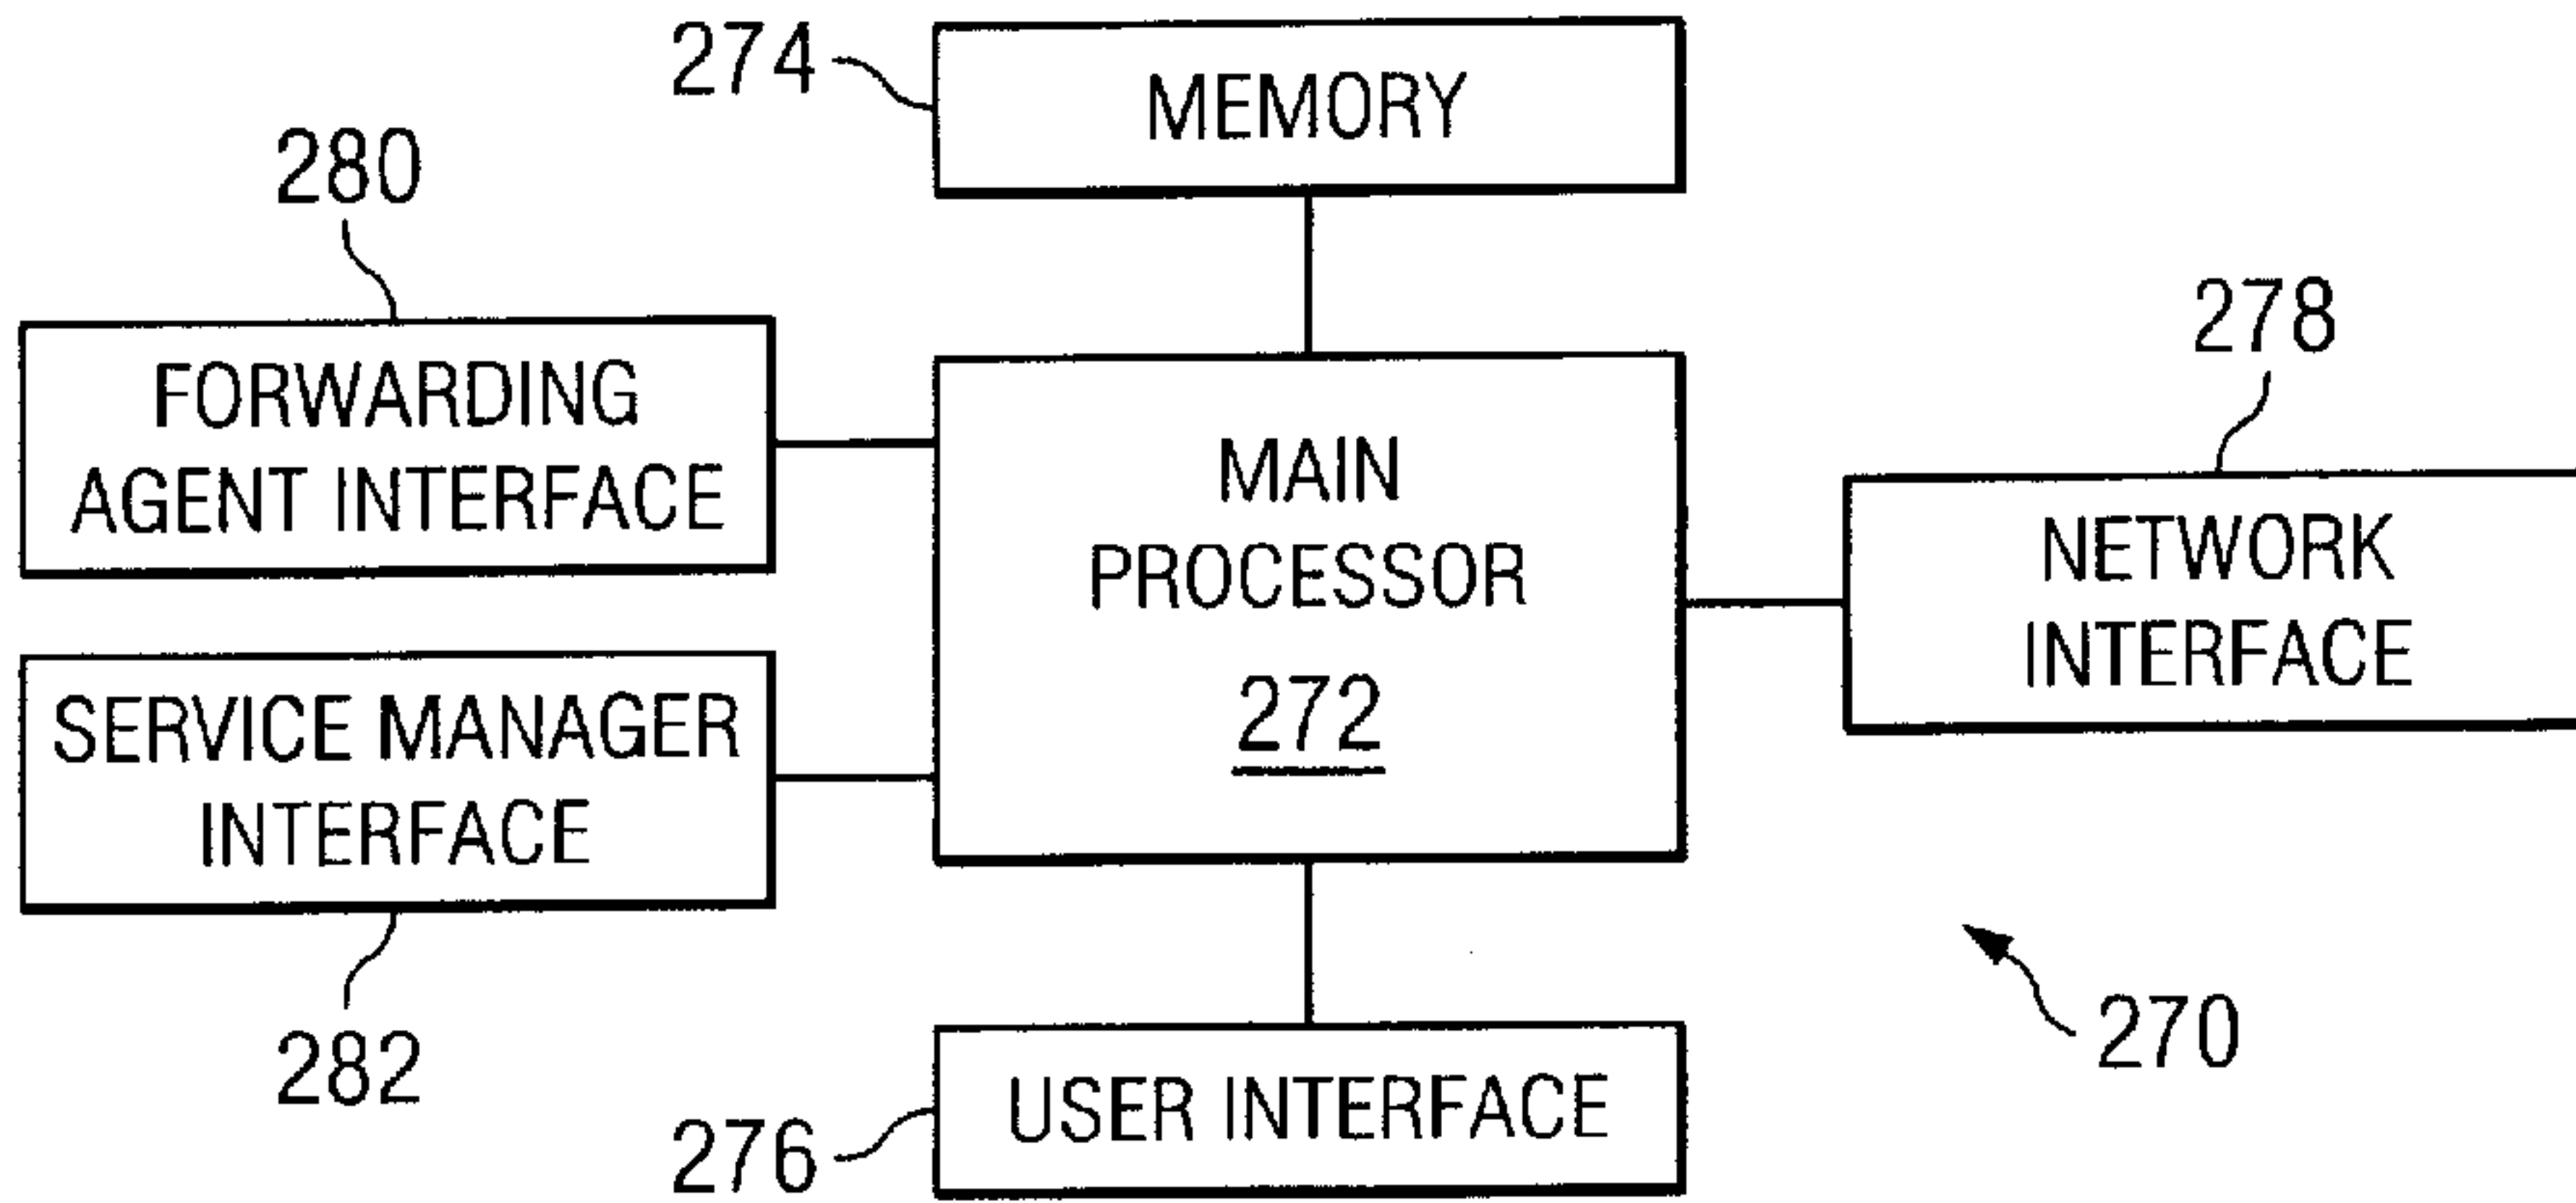 274
MEMORY
280
FORWARDING
AGENT INTERFACE
278
MAIN
PROCESSOR
272
NETWORK
INTERFACE
SERVICE MANAGER
INTERFACE
282
270
276
USER INTERFACE